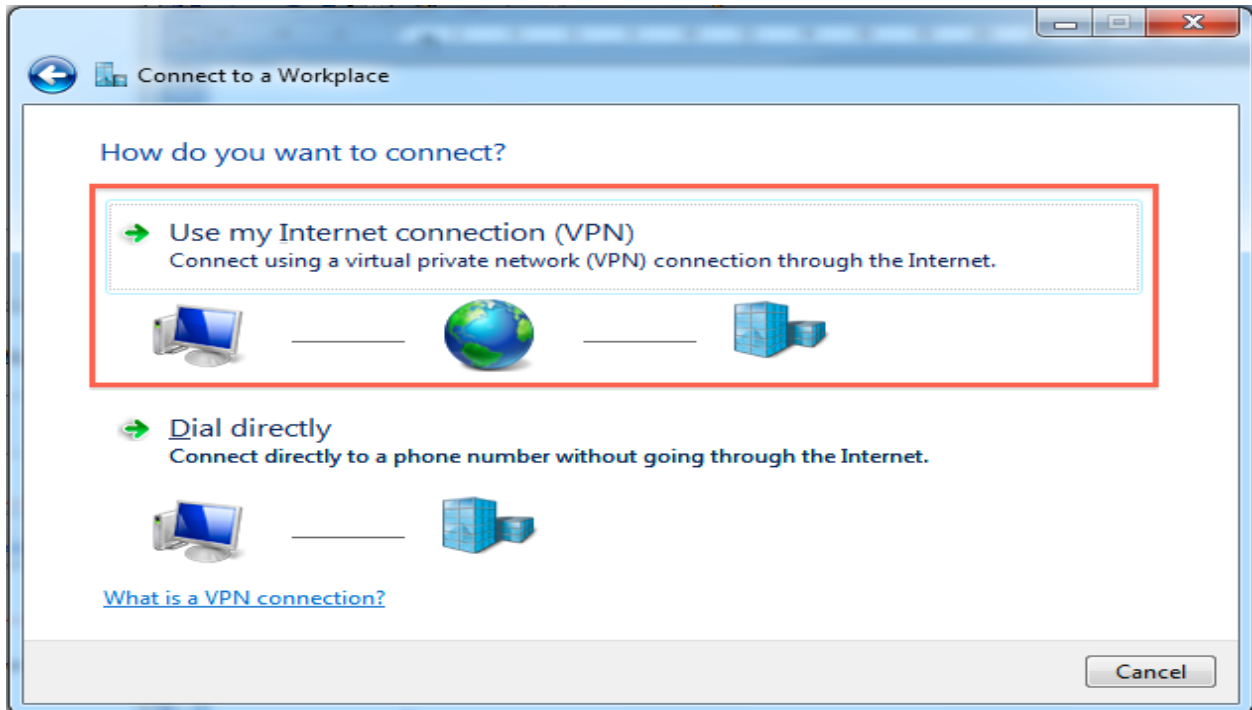 Connect to a Workplace
How do you want to connect?
Use my Internet connection (VPN)
Connect using a virtual private network (VPN) connection through the Internet.
Dial directly
Connect directly to a phone number without going through the Internet.
What is a VPN connection?
Cancel